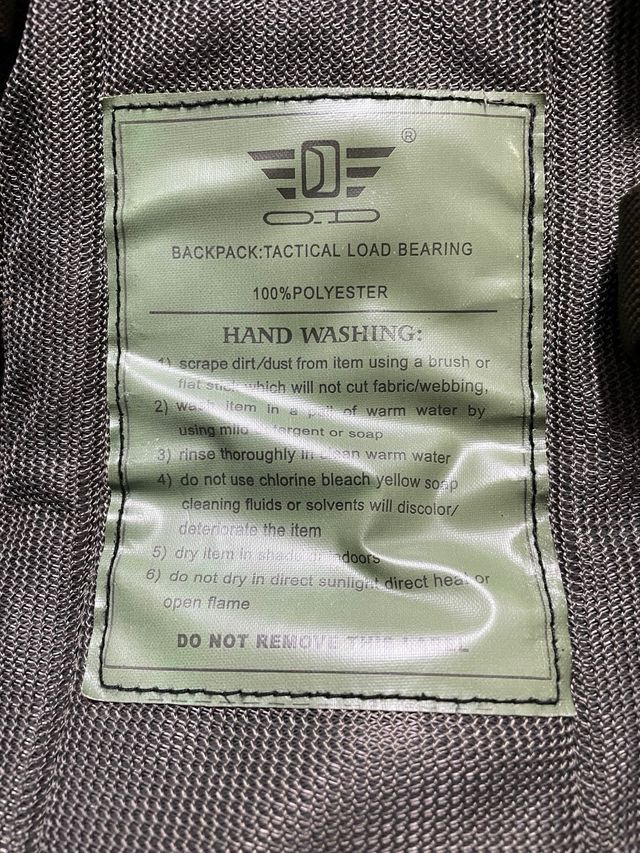 ®
BACKPACK:TACTICAL LOAD BEARING
100%POLYESTER
HAND WASHING:
1) scrape dirt/dust from item using a brush or
flat stick which will not cut fabric/webbing,
2) wash item in a pail of warm water by
using mild or soap
3) rinse thoroughly in clean warm water
4) do not use chlorine bleach yellow soap
cleaning fluids or solvents will discolor/
deteriorate the item
5) dry item in shade indoors
6) do not dry in direct sunlight direct heat or
open flame
DO NOT REMOVE THIS LABEL